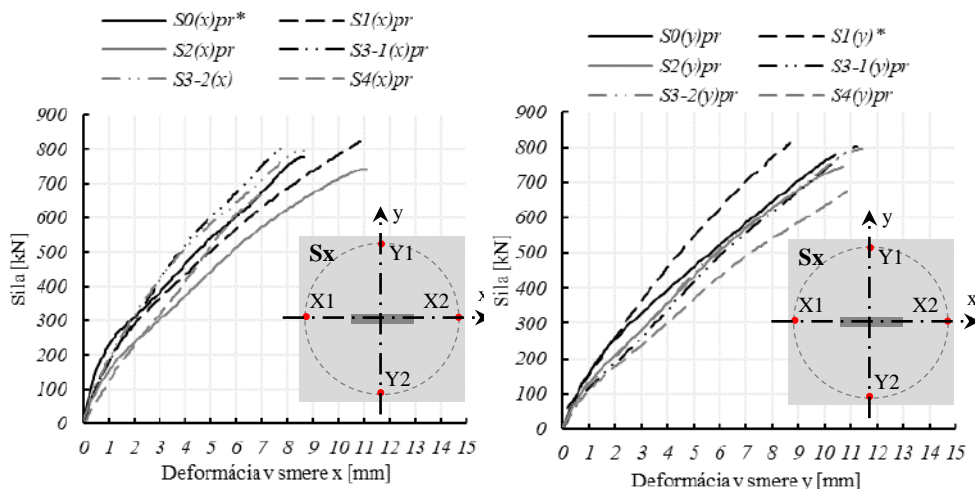 S0(x)pr*
S1(x)pr
S2(x)pr
S3-1(x)pr
S3-2(x)
S4(x)pr
900
800
700
600
500
400
300
200
100
0
Sila [kN]
0 1 2 3 4 5 6 7 8 9 10 11 12 13 14 15
Deformácia v smere x [mm]
y
Sx
Y1
X1
X2
x
Y2
S0(y)pr
S1(y)*
S2(y)pr
S3-1(y)pr
S3-2(y)pr
S4(y)pr
900
800
700
600
500
400
300
200
100
0
Sila [kN]
0 1 2 3 4 5 6 7 8 9 10 11 12 13 14 15
Deformácia v smere y [mm]
y
Sx
Y1
X1
X2
x
Y2